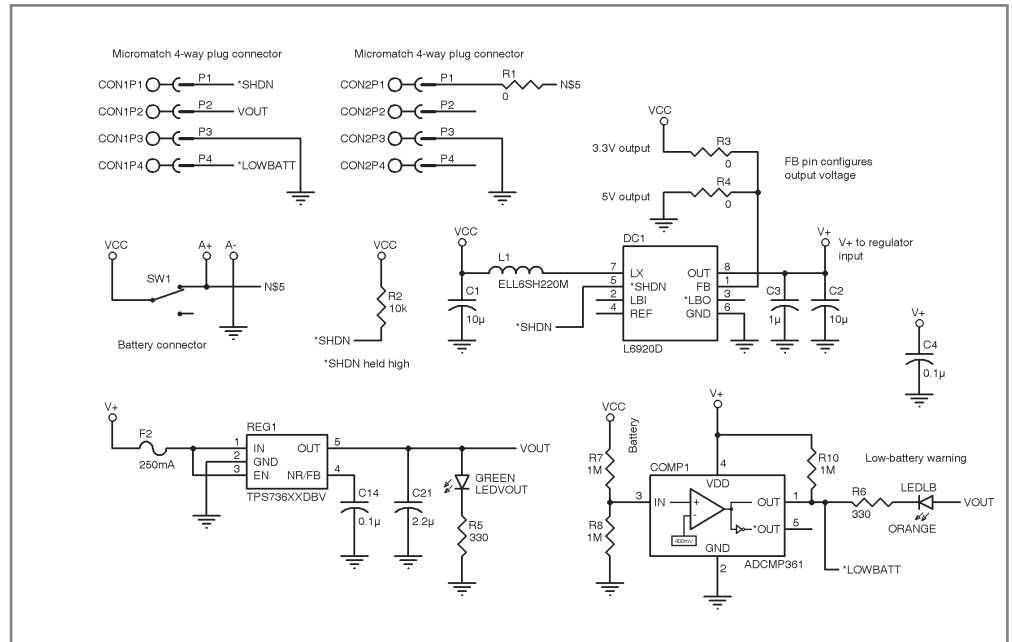 Micromatch 4-way plug connector
CON1P1 P1 *SHDN
CON1P2 P2 VOUT
CON1P3 P3
CON1P4 P4 *LOWBATT
Micromatch 4-way plug connector
CON2P1 P1 R1 0 N$5
CON2P2 P2
CON2P3 P3
CON2P4 P4
VCC
3.3V output
R3
0
5V output
R4
0
FB pin configures
output voltage
VCC A+ A-
SW1
N$5
Battery connector
VCC
R2
10k
*SHDN
*SHDN held high
VCC
L1
ELL6SH220M
C1
10µ
*SHDN
DC1
7 LX OUT 8
5 *SHDN FB 1
2 LBI *LBO 3
4 REF GND 6
L6920D
V+
V+ to regulator
input
C3
1µ
C2
10µ
V+
C4
0.1µ
V+
F2
250mA
REG1
1 IN OUT 5
2 GND
3 EN NR/FB 4
TPS736XXDBV
C14
0.1µ
C21
2.2µ
VOUT
GREEN
LEDVOUT
R5
330
VCC
Battery
R7
1M
R8
1M
V+
COMP1
4
VDD
3 IN
+
-
400mV
OUT 1
*OUT 5
GND
2
ADCMP361
R10
1M
Low-battery warning
R6
330
LEDLB
ORANGE
VOUT
*LOWBATT